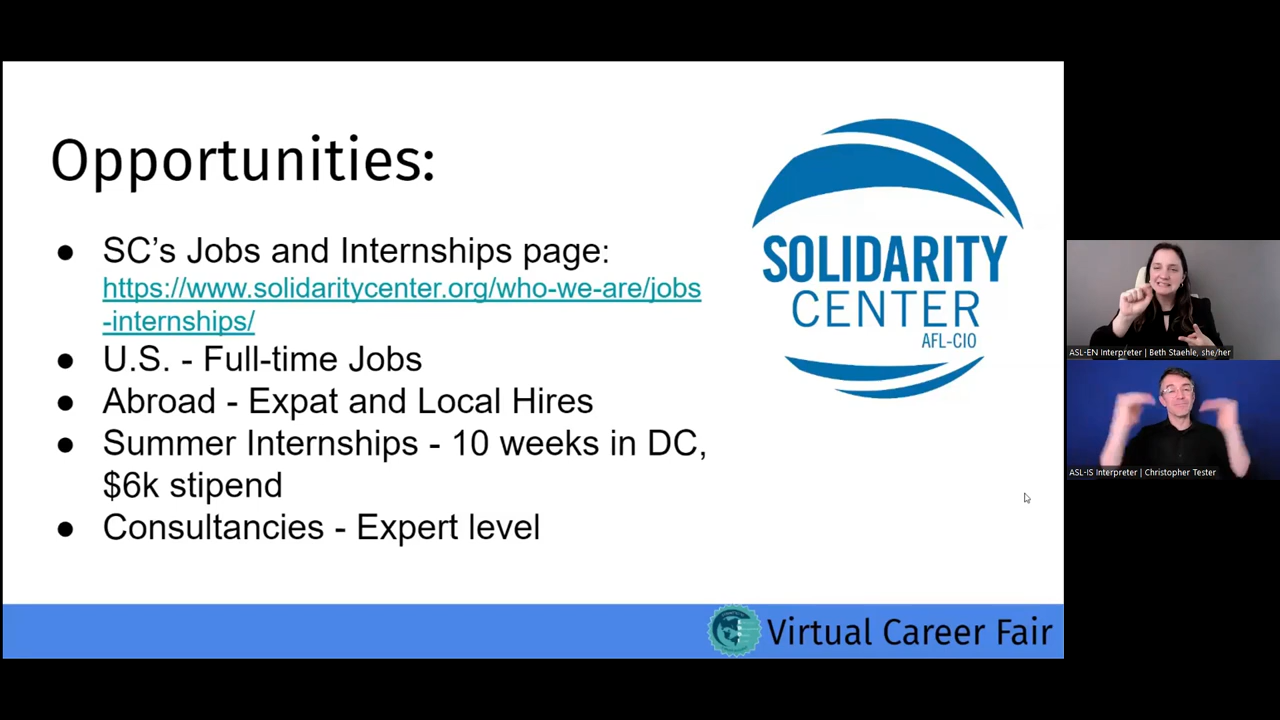 Opportunities:
● SC's Jobs and Internships page:
https://www.solidaritycenter.org/who-we-are/jobs
-internships/
● U.S. - Full-time Jobs
● Abroad - Expat and Local Hires
● Summer Internships - 10 weeks in DC,
$6k stipend
● Consultancies - Expert level
SOLIDARITY
CENTER
AFL-CIO
Virtual Career Fair
ASL-EN Interpreter | Beth Staehle, she/her
ASL-IS Interpreter | Christopher Tester